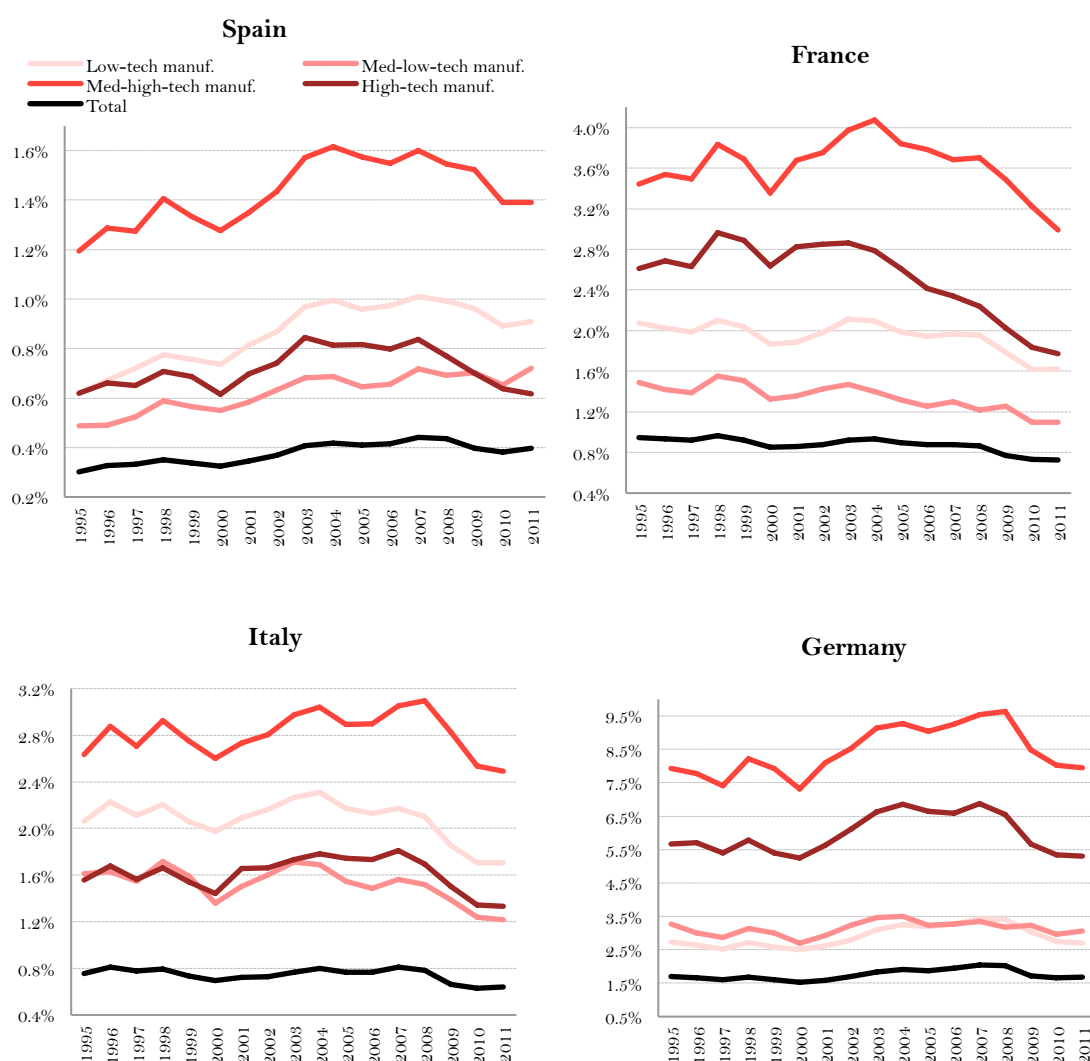 Spain
Low-tech manuf.
Med-low-tech manuf.
Med-high-tech manuf.
High-tech manuf.
Total
1.6%
1.4%
1.2%
1.0%
0.8%
0.6%
0.4%
0.2%
1995 1996 1997 1998 1999 2000 2001 2002 2003 2004 2005 2006 2007 2008 2009 2010 2011
France
4.0%
3.6%
3.2%
2.8%
2.4%
2.0%
1.6%
1.2%
0.8%
0.4%
1995 1996 1997 1998 1999 2000 2001 2002 2003 2004 2005 2006 2007 2008 2009 2010 2011
Italy
3.2%
2.8%
2.4%
2.0%
1.6%
1.2%
0.8%
0.4%
1995 1996 1997 1998 1999 2000 2001 2002 2003 2004 2005 2006 2007 2008 2009 2010 2011
Germany
9.5%
8.5%
7.5%
6.5%
5.5%
4.5%
3.5%
2.5%
1.5%
0.5%
1995 1996 1997 1998 1999 2000 2001 2002 2003 2004 2005 2006 2007 2008 2009 2010 2011